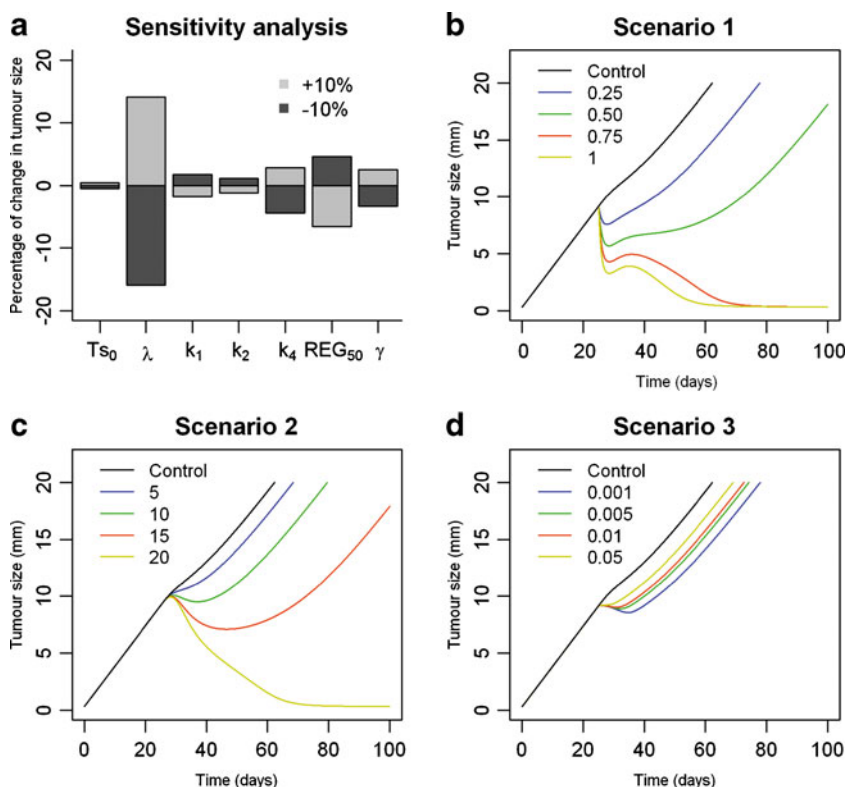 a Sensitivity analysis
Percentage of change in tumour size
20
10
0
-10
-20
+10%
-10%
Ts₀ λ k₁ k₂ k₄ REG₅₀ γ
b Scenario 1
Tumour size (mm)
20
15
10
5
0
Control
0.25
0.50
0.75
1
0 20 40 60 80 100
Time (days)
c Scenario 2
Tumour size (mm)
20
15
10
5
0
Control
5
10
15
20
0 20 40 60 80 100
Time (days)
d Scenario 3
Tumour size (mm)
20
15
10
5
0
Control
0.001
0.005
0.01
0.05
0 20 40 60 80 100
Time (days)